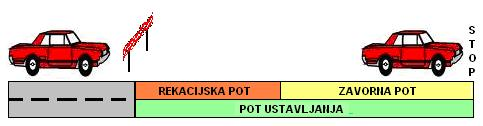 STOP
REKACIJSKA POT ZAVORNA POT
POT USTAVLJANJA